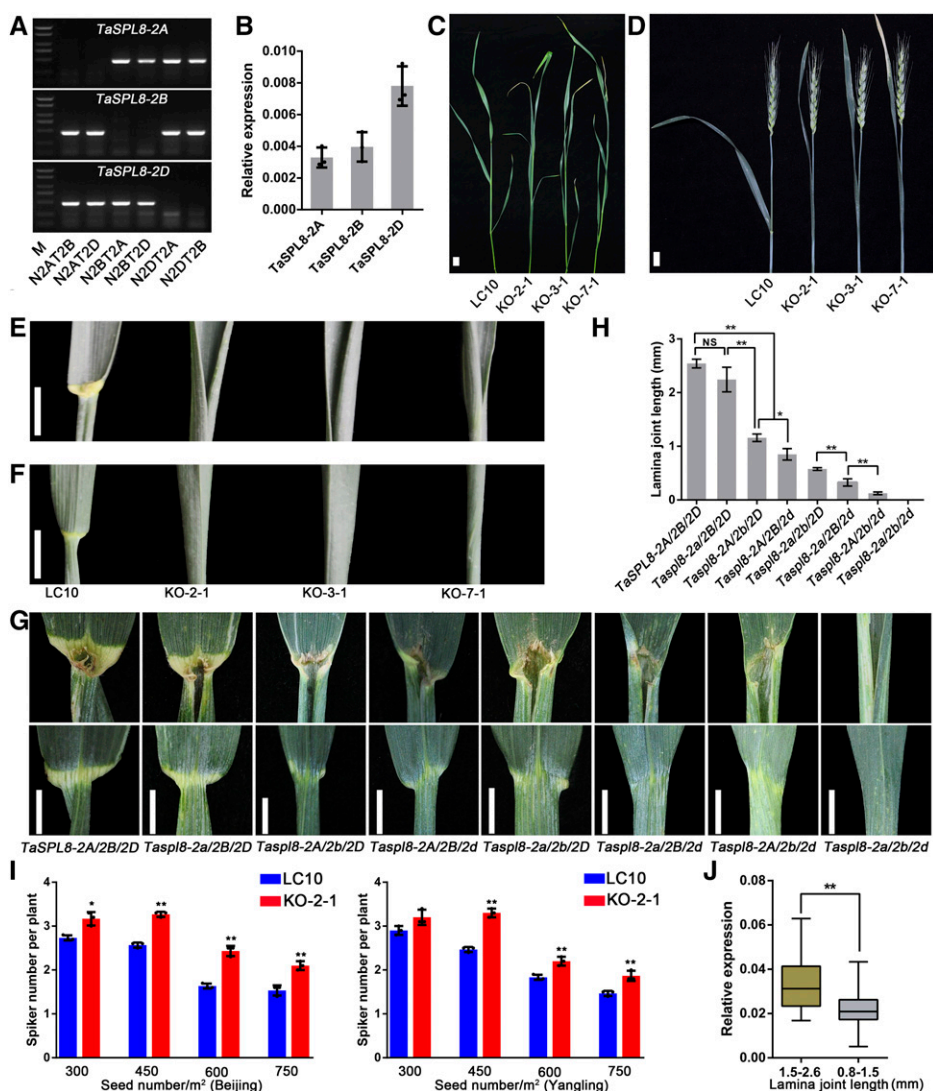 A
TaSPL8-2A
TaSPL8-2B
TaSPL8-2D
M
N2AT2B
N2AT2D
N2BT2A
N2BT2D
N2DT2A
N2DT2B
B
Relative expression
0.010
0.008
0.006
0.004
0.002
0.000
TaSPL8-2A
TaSPL8-2B
TaSPL8-2D
C
LC10
KO-2-1
KO-3-1
KO-7-1
D
LC10
KO-2-1
KO-3-1
KO-7-1
E
F
LC10 KO-2-1 KO-3-1 KO-7-1
H
Lamina joint length (mm)
3
2
1
0
**
NS
**
*
**
**
TaSPL8-2A/2B/2D
Taspl8-2a/2B/2D
Taspl8-2A/2b/2D
Taspl8-2A/2B/2d
Taspl8-2a/2b/2D
Taspl8-2a/2B/2d
Taspl8-2A/2b/2d
Taspl8-2a/2b/2d
G
TaSPL8-2A/2B/2D Taspl8-2a/2B/2D Taspl8-2A/2b/2D Taspl8-2A/2B/2d Taspl8-2a/2b/2D Taspl8-2a/2B/2d Taspl8-2A/2b/2d Taspl8-2a/2b/2d
I
LC10
KO-2-1
Spiker number per plant
4
3
2
1
0
* ** ** **
300 450 600 750
Seed number/m² (Beijing)
LC10
KO-2-1
Spiker number per plant
4
3
2
1
0
** ** **
300 450 600 750
Seed number/m² (Yangling)
J
**
Relative expression
0.08
0.06
0.04
0.02
0.00
1.5-2.6 0.8-1.5
Lamina joint length (mm)